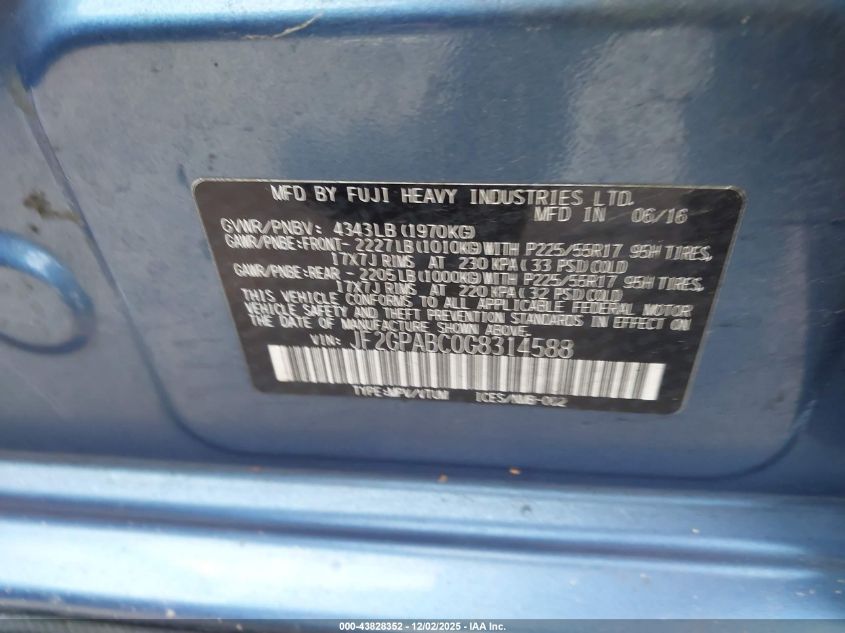 MFD BY FUJI HEAVY INDUSTRIES LTD.
MFD IN 06/16
GVWR/PNBV: 4343LB (1970KG)
GAWR/PNBE:FRONT- 2227LB (1010KG) WITH P225/55R17 95H TIRES,
17X7J RIMS AT 230 KPA (33 PSI) COLD
GAWR/PNBE:REAR - 2205LB (1000KG) WITH P225/55R17 95H TIRES,
17X7J RIMS AT 220 KPA (32 PSI) COLD
THIS VEHICLE CONFORMS TO ALL APPLICABLE FEDERAL MOTOR
VEHICLE SAFETY AND THEFT PREVENTION STANDARDS IN EFFECT ON
THE DATE OF MANUFACTURE SHOWN ABOVE.
VIN: JF2GPABC0G8314588
TYPE:MPV/VTUM ICES/NMB-002
000-43828352 - 12/02/2025 - IAA Inc.